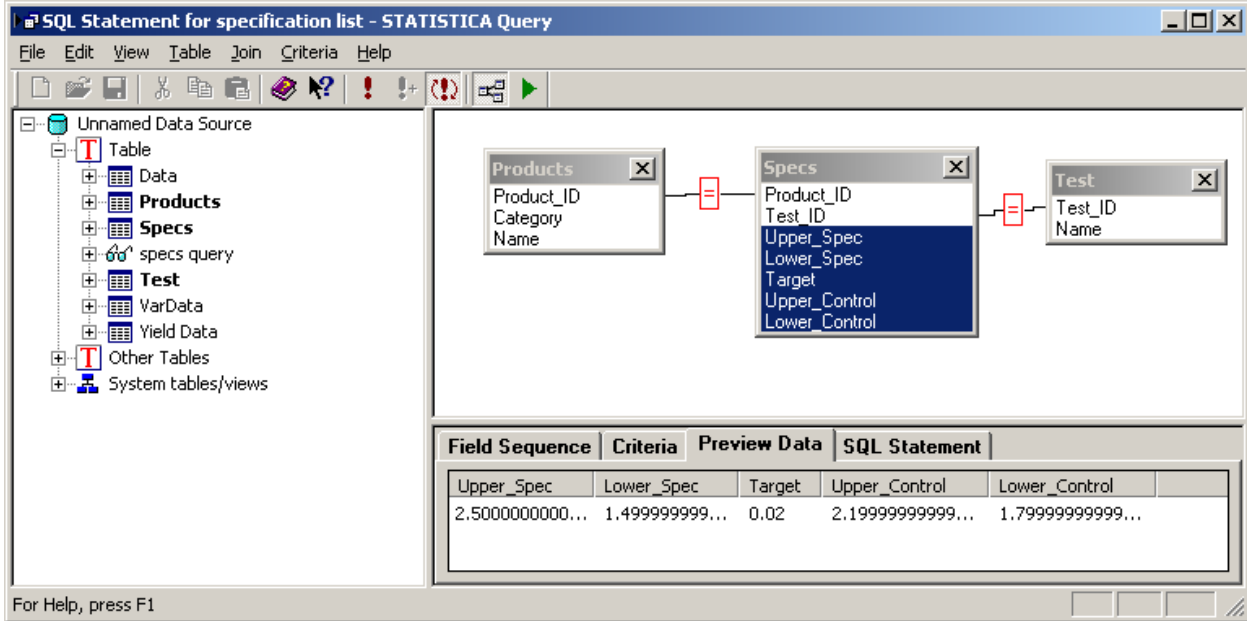 SQL Statement for specification list - STATISTICA Query
File Edit View Table Join Criteria Help
Unnamed Data Source
T Table
Data
Products
Specs
specs query
Test
VarData
Yield Data
T Other Tables
System tables/views
Products
Product_ID
Category
Name
=
Specs
Product_ID
Test_ID
Upper_Spec
Lower_Spec
Target
Upper_Control
Lower_Control
=
Test
Test_ID
Name
Field Sequence Criteria Preview Data SQL Statement
Upper_Spec Lower_Spec Target Upper_Control Lower_Control
2.5000000000... 1.499999999... 0.02 2.19999999999... 1.79999999999...
For Help, press F1